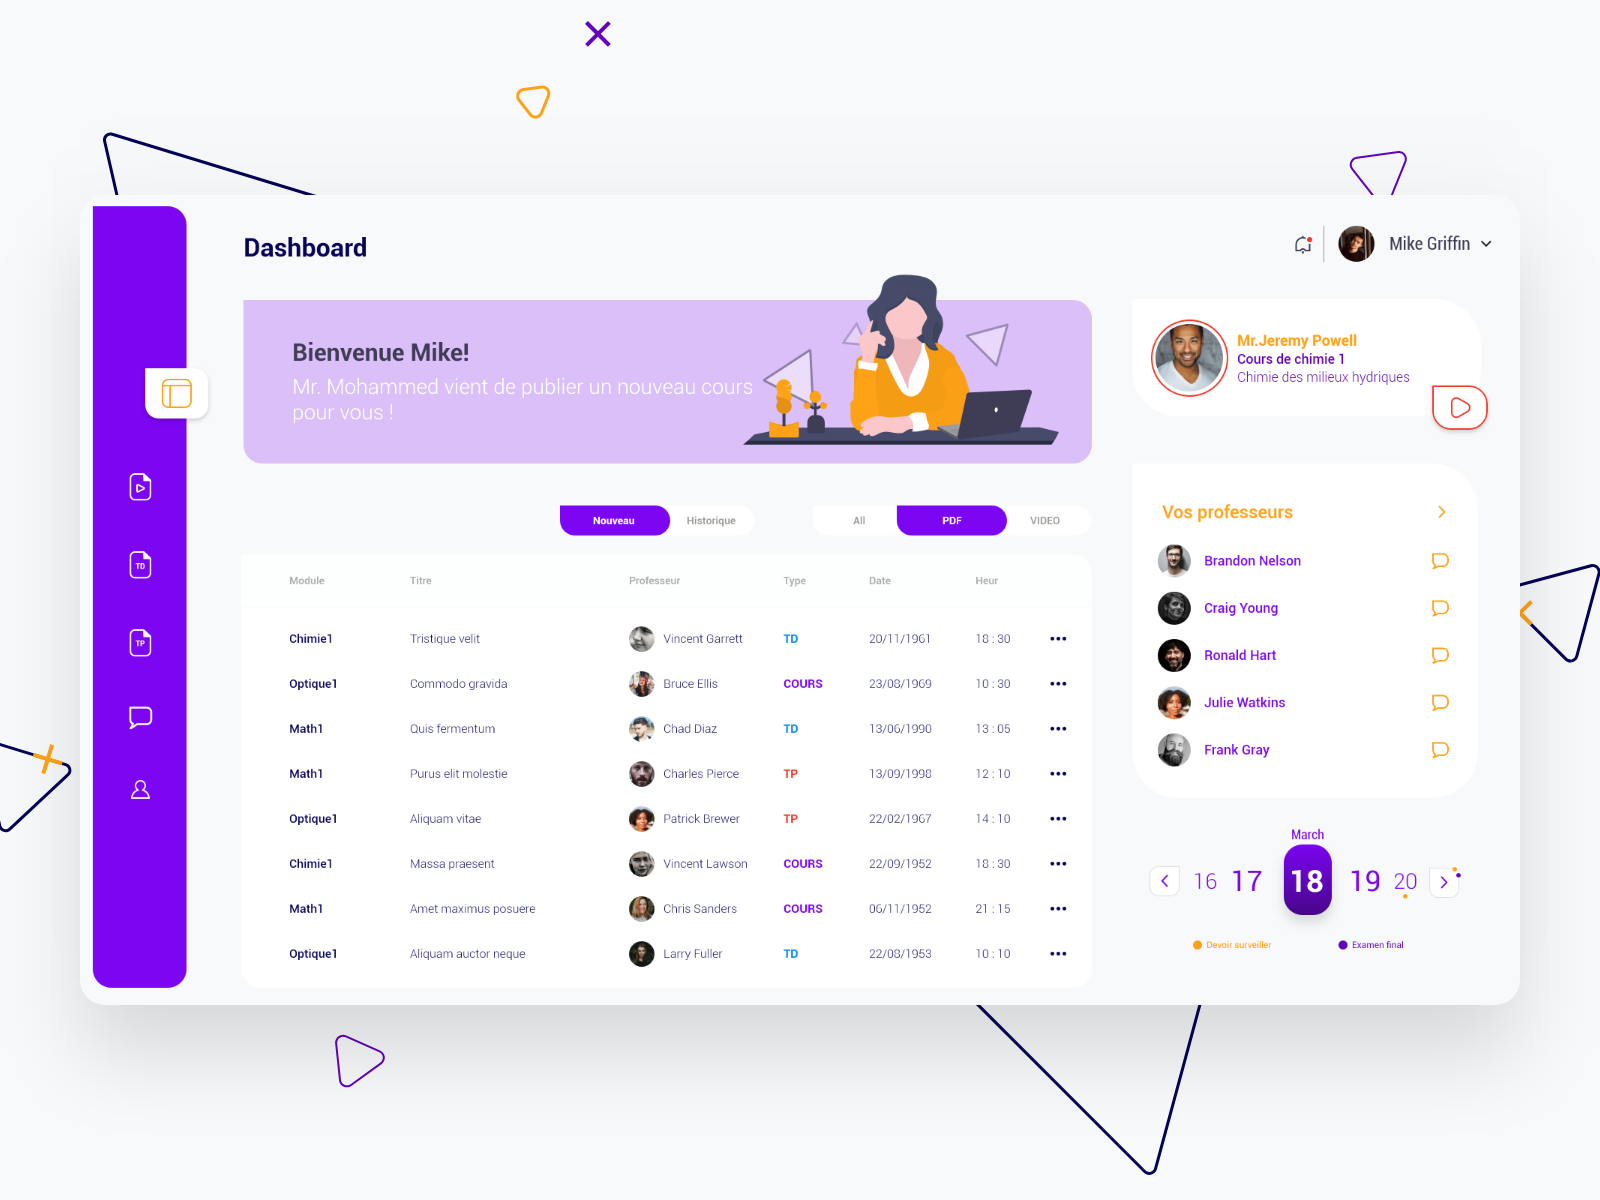 Dashboard
Mike Griffin
Bienvenue Mike!
Mr. Mohammed vient de publier un nouveau cours
pour vous !
Mr.Jeremy Powell
Cours de chimie 1
Chimie des milieux hydriques
TD
TP
Nouveau Historique All PDF VIDEO
Module Titre Professeur Type Date Heur
Chimie1 Tristique velit Vincent Garrett TD 20/11/1961 18 : 30
Optique1 Commodo gravida Bruce Ellis COURS 23/08/1969 10 : 30
Math1 Quis fermentum Chad Diaz TD 13/06/1990 13 : 05
Math1 Purus elit molestie Charles Pierce TP 13/09/1998 12 : 10
Optique1 Aliquam vitae Patrick Brewer TP 22/02/1967 14 : 10
Chimie1 Massa praesent Vincent Lawson COURS 22/09/1952 18 : 30
Math1 Amet maximus posuere Chris Sanders COURS 06/11/1952 21 : 15
Optique1 Aliquam auctor neque Larry Fuller TD 22/08/1953 10 : 10
Vos professeurs
Brandon Nelson
Craig Young
Ronald Hart
Julie Watkins
Frank Gray
March
16 17 18 19 20
Devoir surveiller Examen final